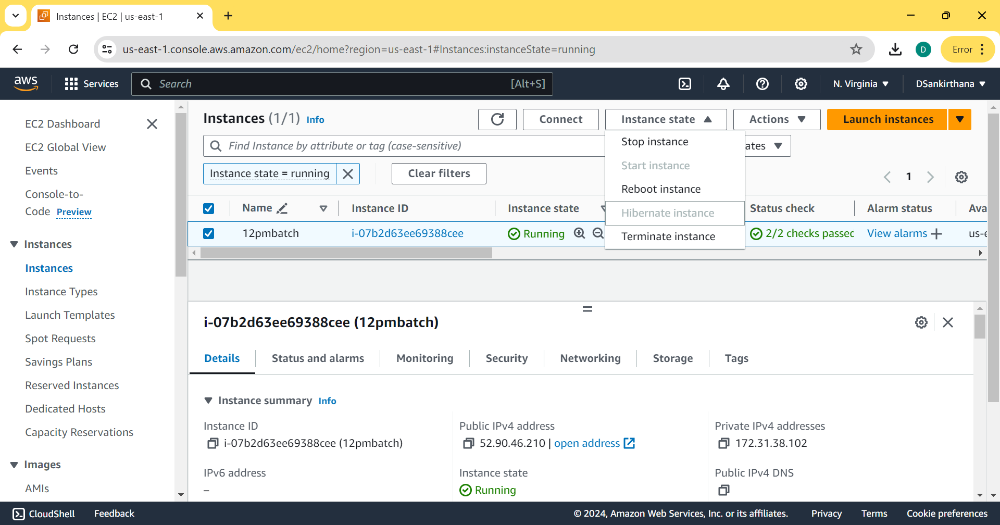 Instances | EC2 | us-east-1
us-east-1.console.aws.amazon.com/ec2/home?region=us-east-1#Instances:instanceState=running
D
Error
aws
Services
Search
[Alt+S]
N. Virginia
DSankirthana
EC2 Dashboard
EC2 Global View
Events
Console-to-
Code Preview
Instances
Instances
Instance Types
Launch Templates
Spot Requests
Savings Plans
Reserved Instances
Dedicated Hosts
Capacity Reservations
Images
AMIs
Instances (1/1) Info
Connect
Instance state
Actions
Launch instances
Find Instance by attribute or tag (case-sensitive)
ates
Stop instance
Start instance
Reboot instance
Hibernate instance
Terminate instance
Instance state = running
Clear filters
1
Name
Instance ID
Instance state
Status check
Alarm status
Ava
12pmbatch
i-07b2d63ee69388cee
Running
2/2 checks passec
View alarms
us-e
i-07b2d63ee69388cee (12pmbatch)
Details
Status and alarms
Monitoring
Security
Networking
Storage
Tags
Instance summary Info
Instance ID
i-07b2d63ee69388cee (12pmbatch)
Public IPv4 address
52.90.46.210 | open address
Private IPv4 addresses
172.31.38.102
IPv6 address
–
Instance state
Running
Public IPv4 DNS
CloudShell
Feedback
© 2024, Amazon Web Services, Inc. or its affiliates.
Privacy
Terms
Cookie preferences